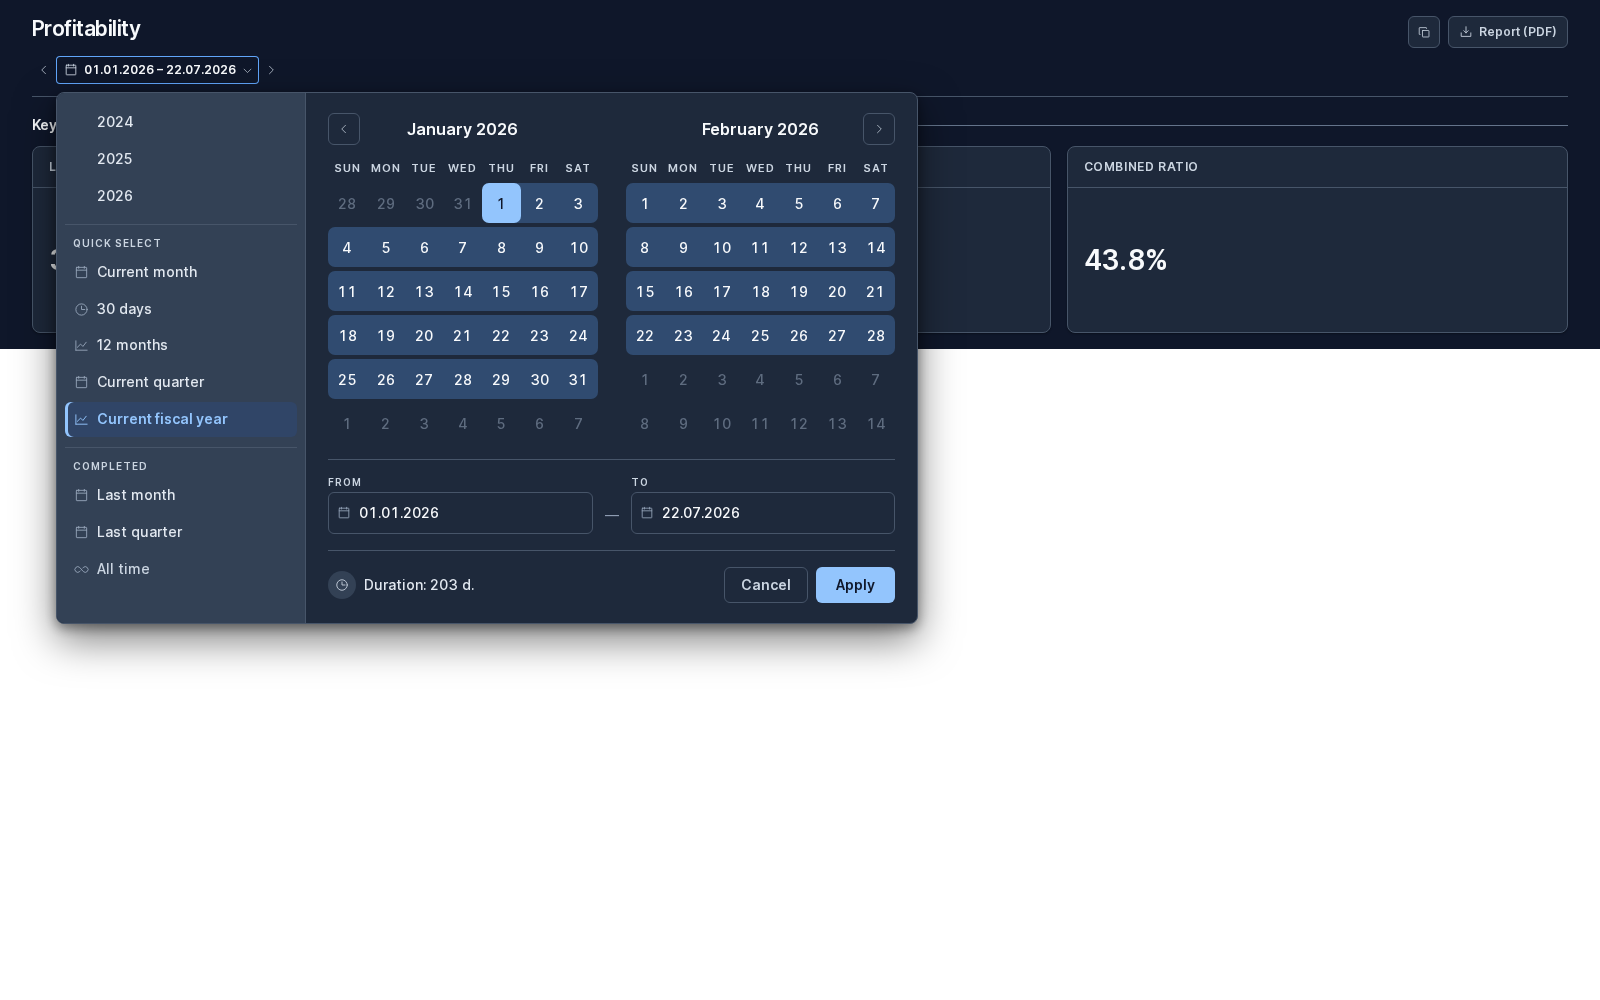 Profitability
Report (PDF)
01.01.2026 – 22.07.2026
Key
COMBINED RATIO
43.8%
2024
2025
2026
QUICK SELECT
Current month
30 days
12 months
Current quarter
Current fiscal year
COMPLETED
Last month
Last quarter
All time
January 2026
SUN MON TUE WED THU FRI SAT
28 29 30 31 1 2 3
4 5 6 7 8 9 10
11 12 13 14 15 16 17
18 19 20 21 22 23 24
25 26 27 28 29 30 31
1 2 3 4 5 6 7
February 2026
SUN MON TUE WED THU FRI SAT
1 2 3 4 5 6 7
8 9 10 11 12 13 14
15 16 17 18 19 20 21
22 23 24 25 26 27 28
1 2 3 4 5 6 7
8 9 10 11 12 13 14
FROM
01.01.2026
—
TO
22.07.2026
Duration: 203 d.
Cancel
Apply